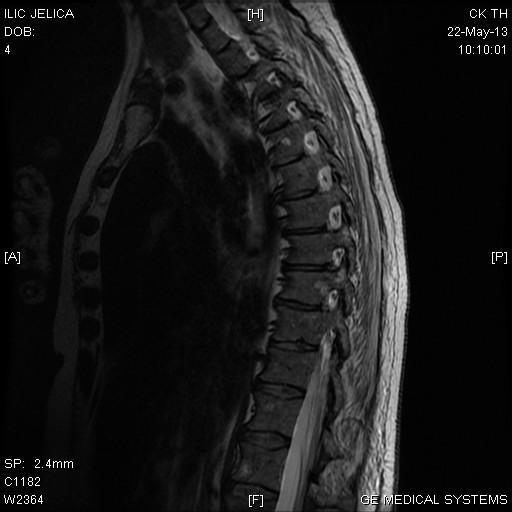 ILIC JELICA
DOB:
4
[H]
CK TH
22-May-13
10:10:01
[A]
[P]
SP: 2.4mm
C1182
W2364
[F]
GE MEDICAL SYSTEMS